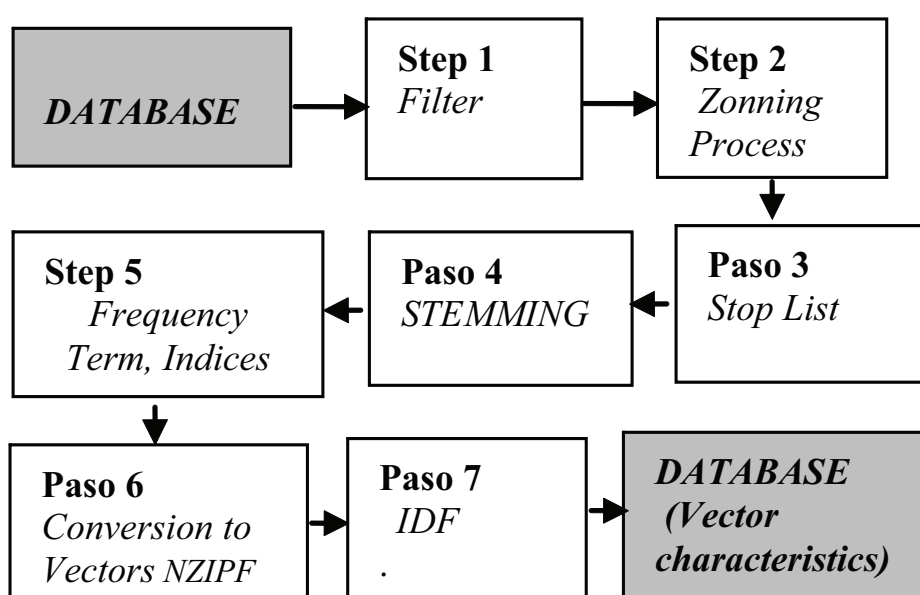 DATABASE
Step 1
Filter
Step 2
Zonning
Process
Paso 3
Stop List
Paso 4
STEMMING
Step 5
Frequency
Term, Indices
Paso 6
Conversion to
Vectors NZIPF
Paso 7
IDF
.
DATABASE
(Vector
characteristics)